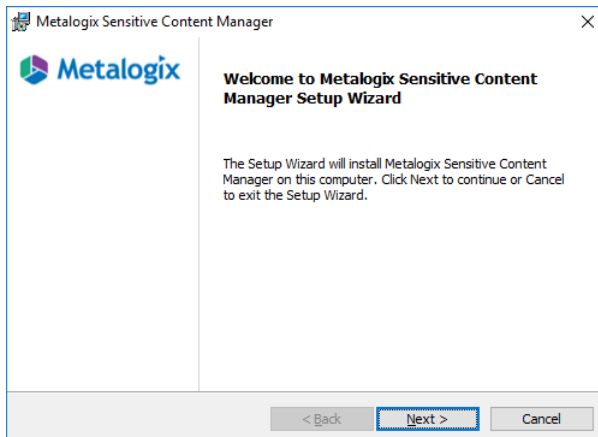 Metalogix Sensitive Content Manager
Metalogix
Welcome to Metalogix Sensitive Content
Manager Setup Wizard
The Setup Wizard will install Metalogix Sensitive Content
Manager on this computer. Click Next to continue or Cancel
to exit the Setup Wizard.
< Back
Next >
Cancel